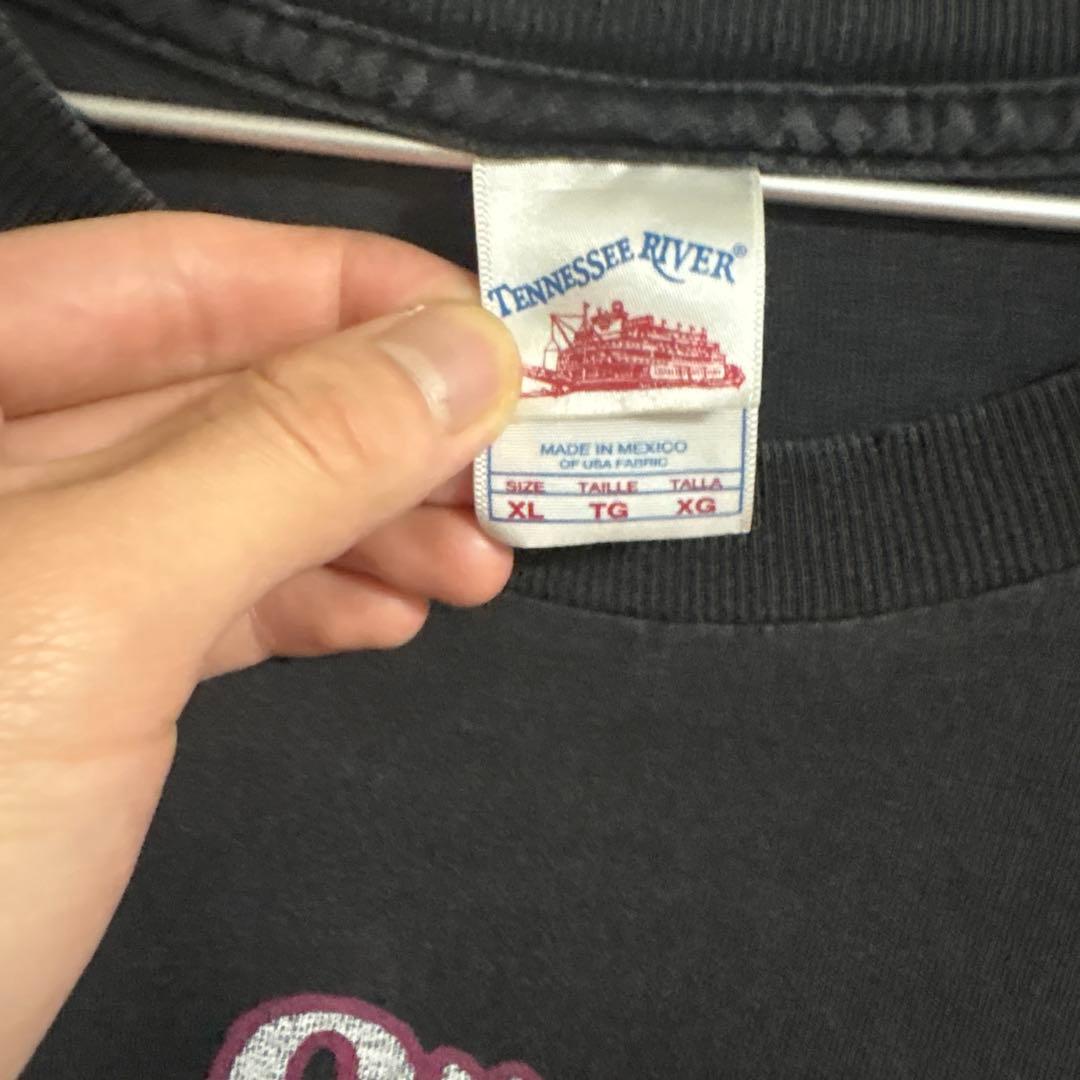 TENNESSEE RIVER®
MADE IN MEXICO
OF USA FABRIC
SIZE TAILLE TALLA
XL TG XG